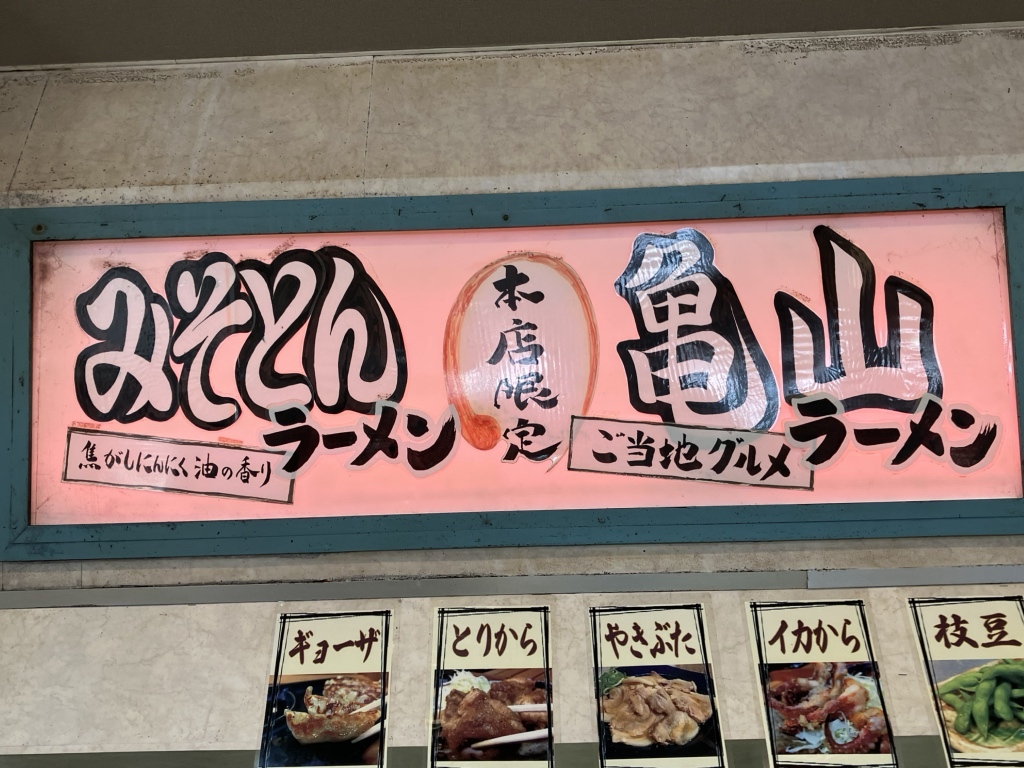 みそとん
ラーメン
焦がしにんにく油の香り
本店限定
亀山
ラーメン
ご当地グルメ
ギョーザ
とりから
やきぶた
イカから
枝豆